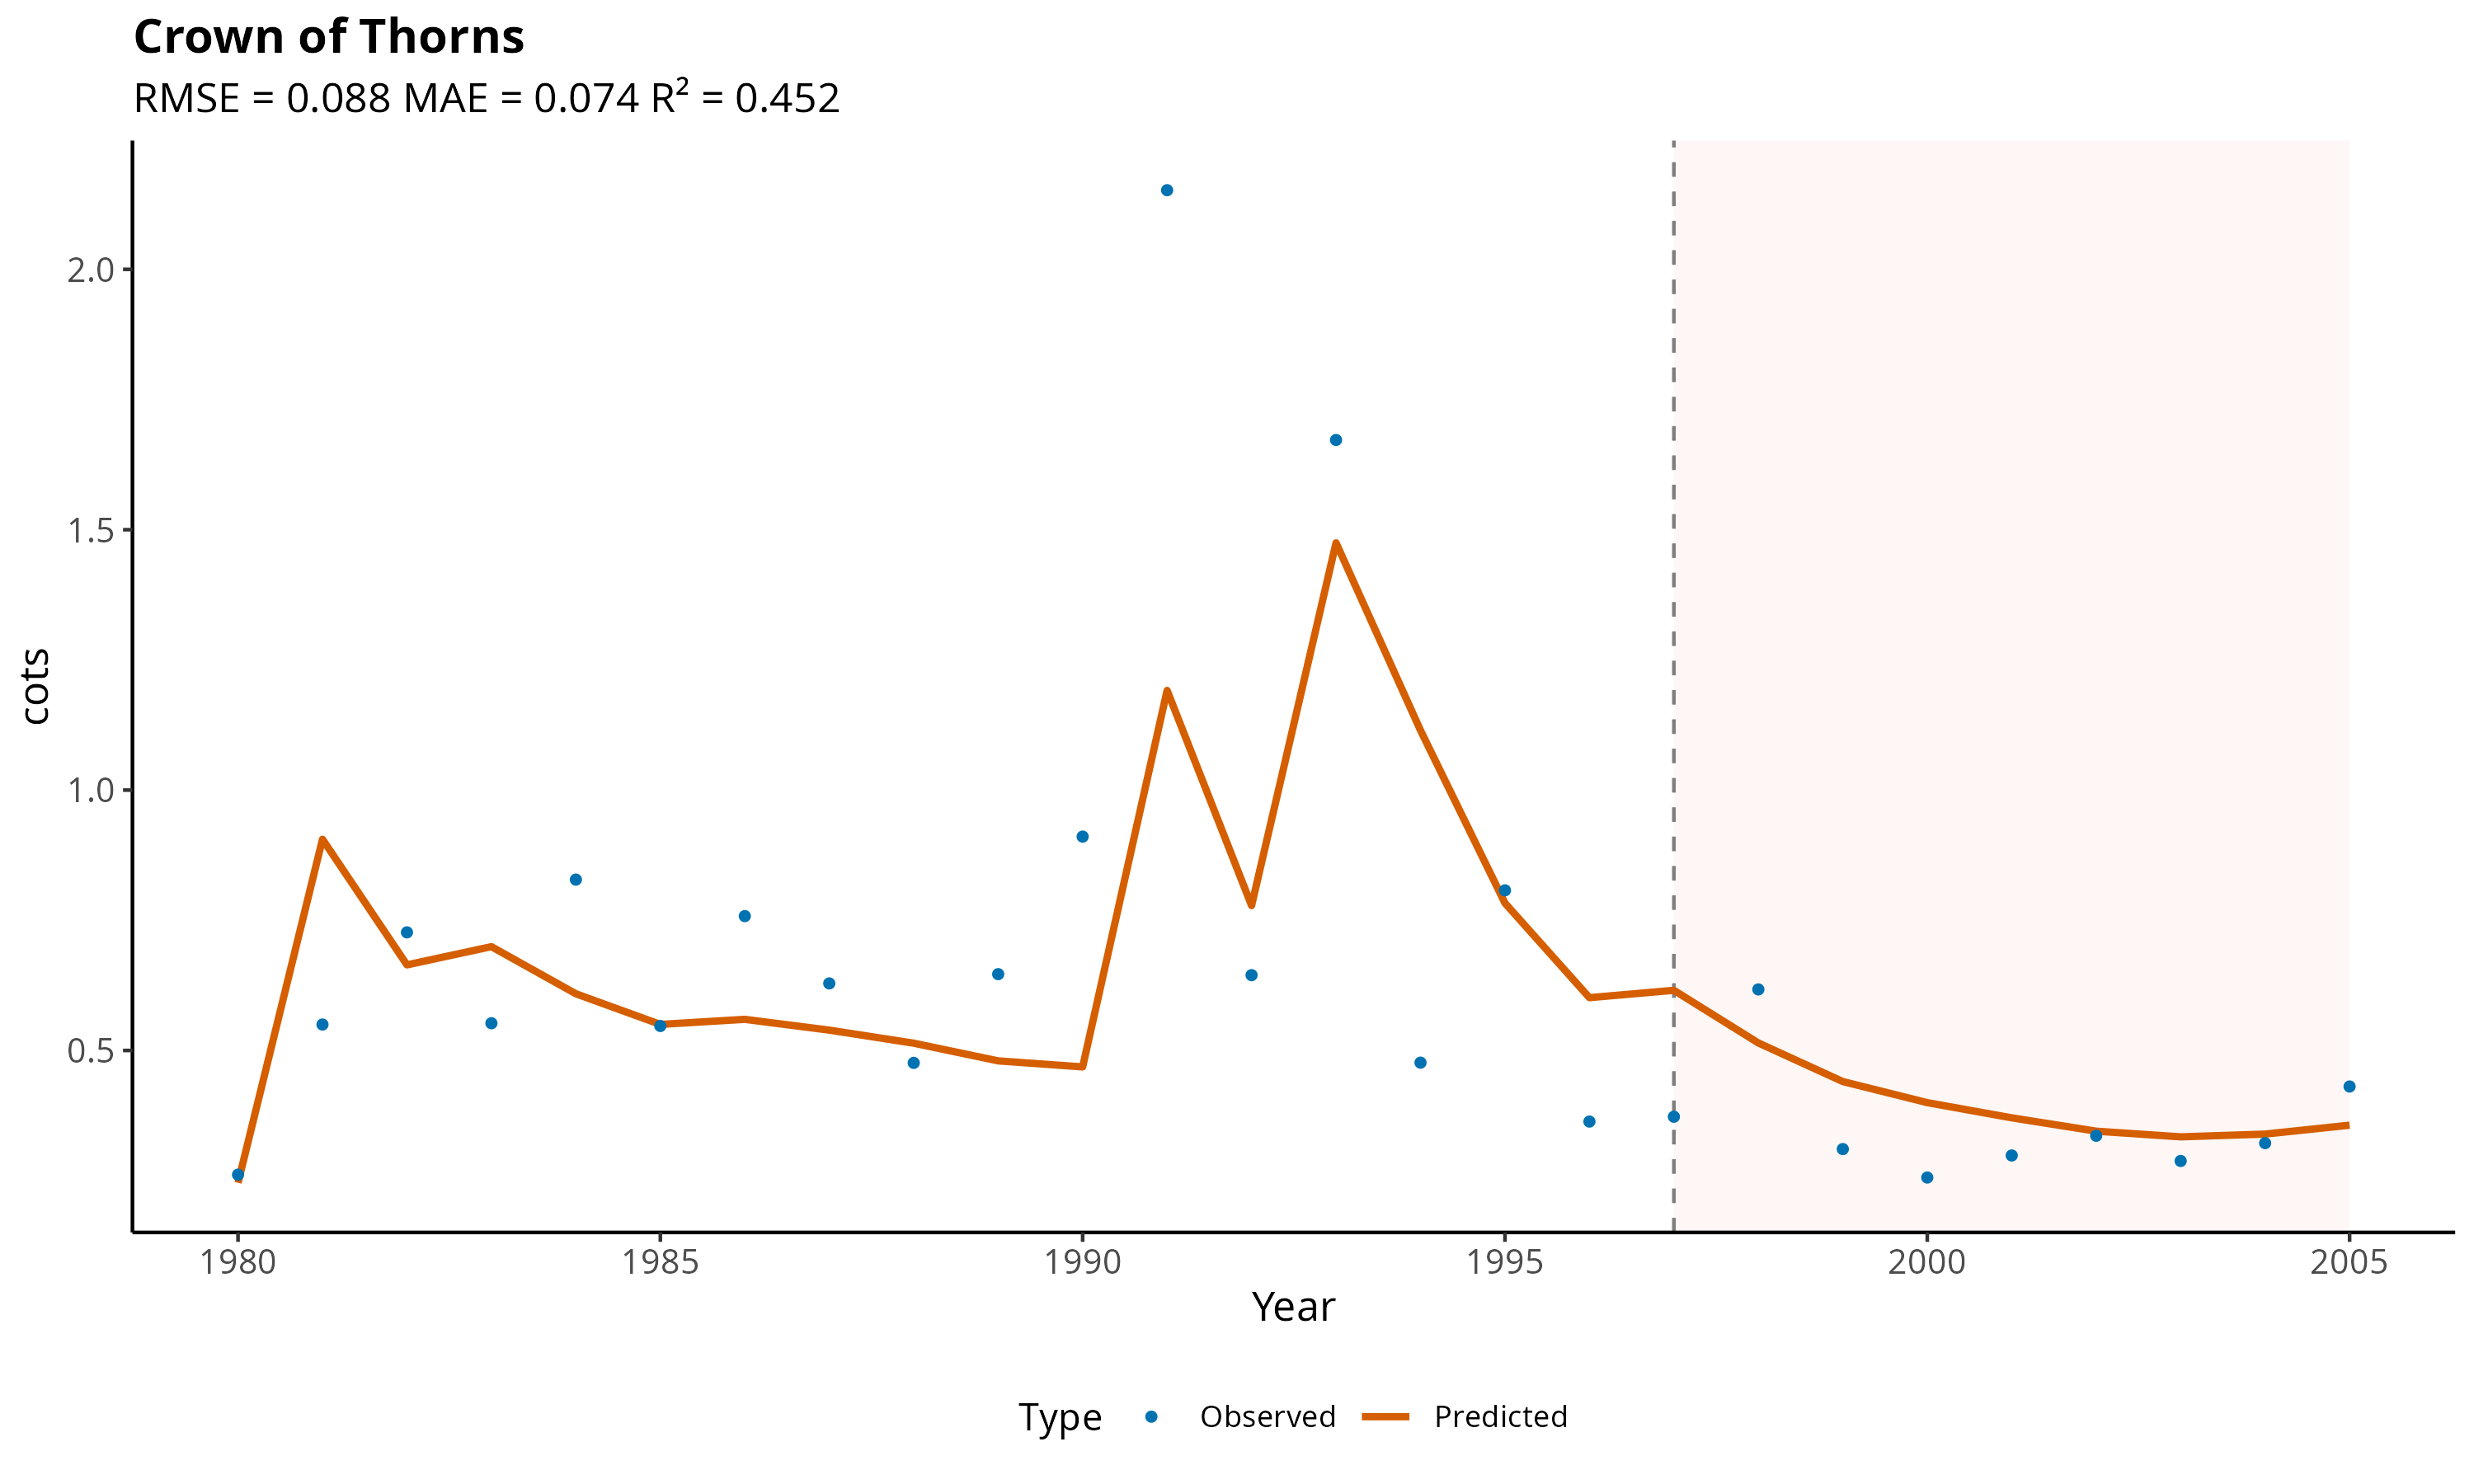 Crown of Thorns
RMSE = 0.088 MAE = 0.074 R² = 0.452
cots
2.0
1.5
1.0
0.5
1980 1985 1990 1995 2000 2005
Year
Type Observed Predicted